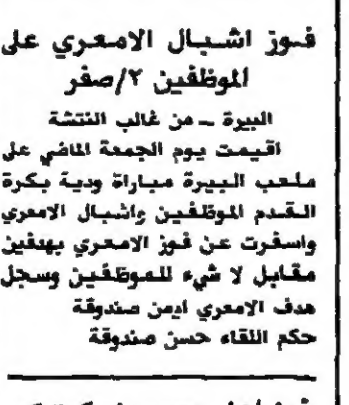 فوز اشبال الامعري على
الموظفين ٢/صفر
البيرة ــ من غالب النتشة
اقيمت يوم الجمعة الماضي على
ملعب البيرة مباراة ودية بكرة
القدم الموظفين واشبال الامعري
واسفرت عن فوز الامعري بهدفين
مقابل لا شيء للموظفين وسجل
هدف الامعري ايمن صندوقة
حكم اللقاء حسن صندوقة